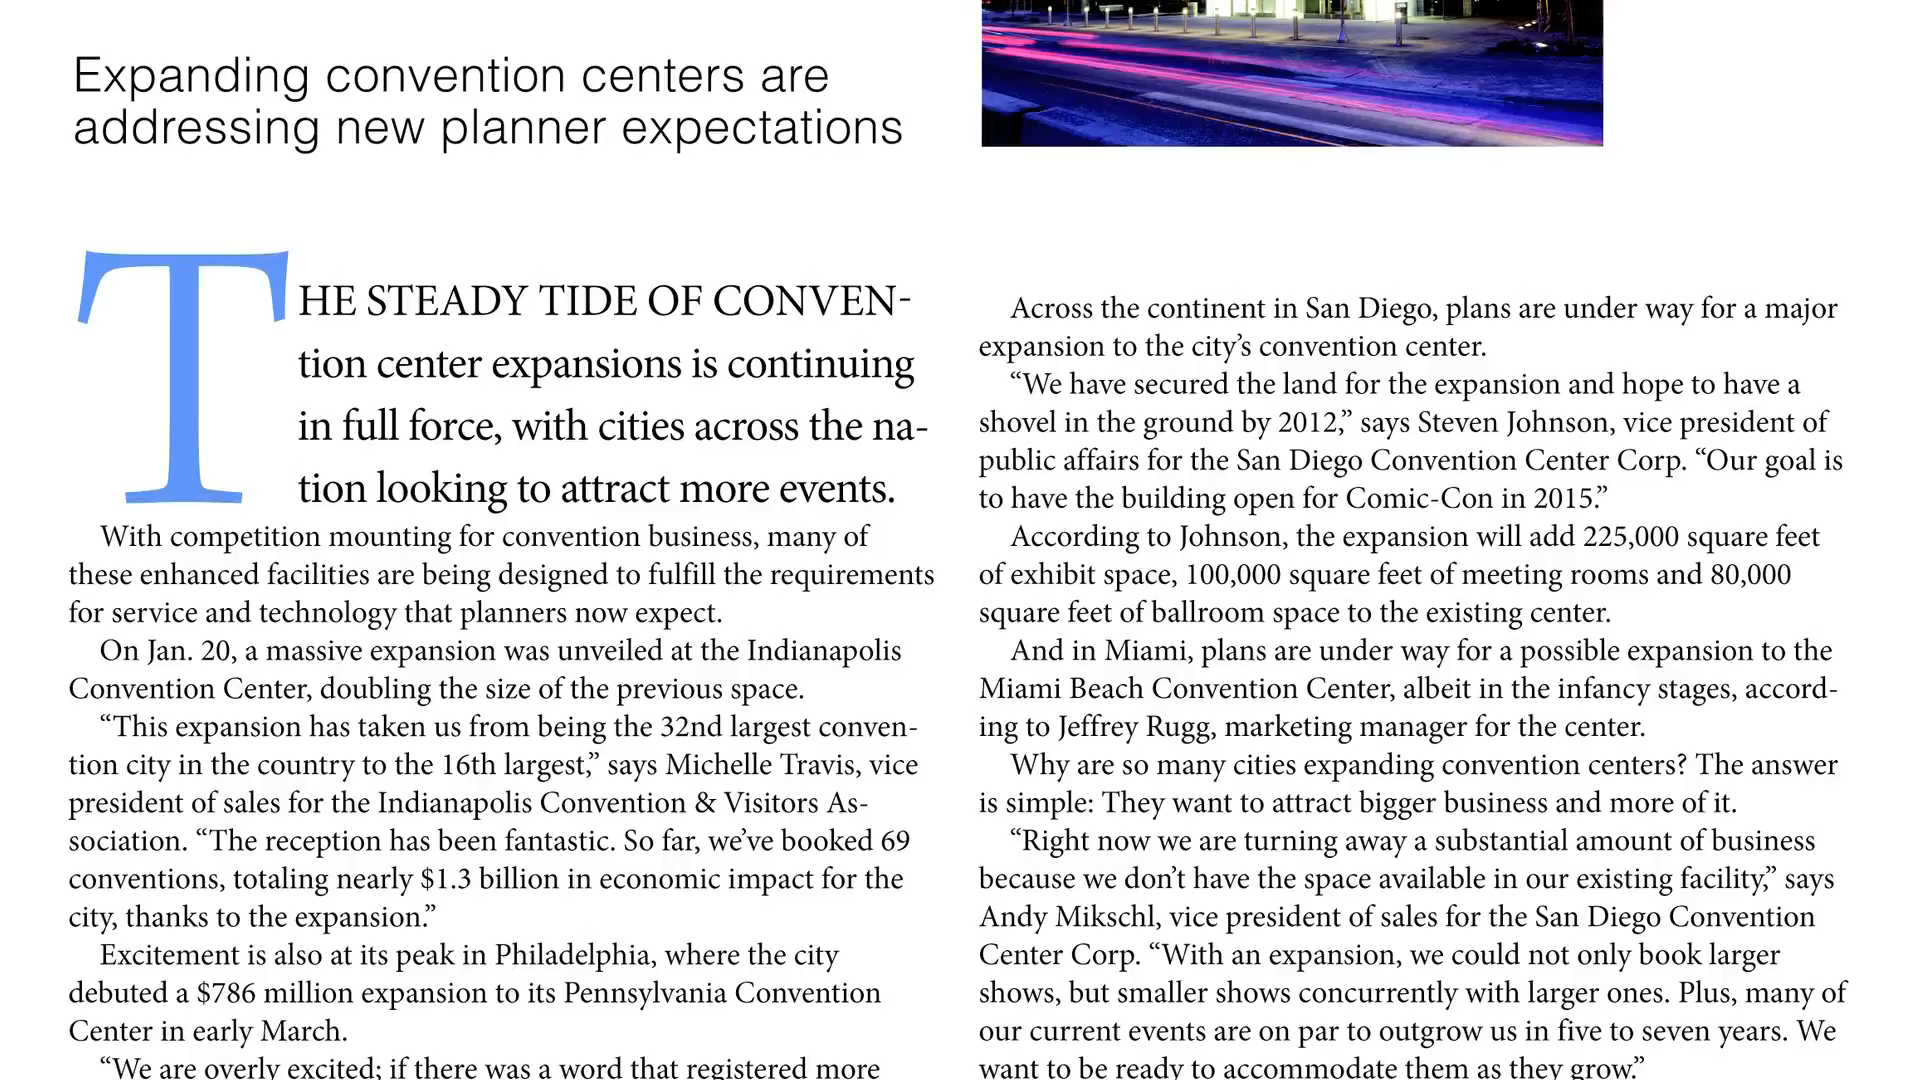 Expanding convention centers are
addressing new planner expectations
THE STEADY TIDE OF CONVEN-
tion center expansions is continuing
in full force, with cities across the na-
tion looking to attract more events.
With competition mounting for convention business, many of
these enhanced facilities are being designed to fulfill the requirements
for service and technology that planners now expect.
On Jan. 20, a massive expansion was unveiled at the Indianapolis
Convention Center, doubling the size of the previous space.
“This expansion has taken us from being the 32nd largest conven-
tion city in the country to the 16th largest,” says Michelle Travis, vice
president of sales for the Indianapolis Convention & Visitors As-
sociation. “The reception has been fantastic. So far, we’ve booked 69
conventions, totaling nearly $1.3 billion in economic impact for the
city, thanks to the expansion.”
Excitement is also at its peak in Philadelphia, where the city
debuted a $786 million expansion to its Pennsylvania Convention
Center in early March.
“We are overly excited; if there was a word that registered more
Across the continent in San Diego, plans are under way for a major
expansion to the city’s convention center.
“We have secured the land for the expansion and hope to have a
shovel in the ground by 2012,” says Steven Johnson, vice president of
public affairs for the San Diego Convention Center Corp. “Our goal is
to have the building open for Comic-Con in 2015.”
According to Johnson, the expansion will add 225,000 square feet
of exhibit space, 100,000 square feet of meeting rooms and 80,000
square feet of ballroom space to the existing center.
And in Miami, plans are under way for a possible expansion to the
Miami Beach Convention Center, albeit in the infancy stages, accord-
ing to Jeffrey Rugg, marketing manager for the center.
Why are so many cities expanding convention centers? The answer
is simple: They want to attract bigger business and more of it.
“Right now we are turning away a substantial amount of business
because we don’t have the space available in our existing facility,” says
Andy Mikschl, vice president of sales for the San Diego Convention
Center Corp. “With an expansion, we could not only book larger
shows, but smaller shows concurrently with larger ones. Plus, many of
our current events are on par to outgrow us in five to seven years. We
want to be ready to accommodate them as they grow.”